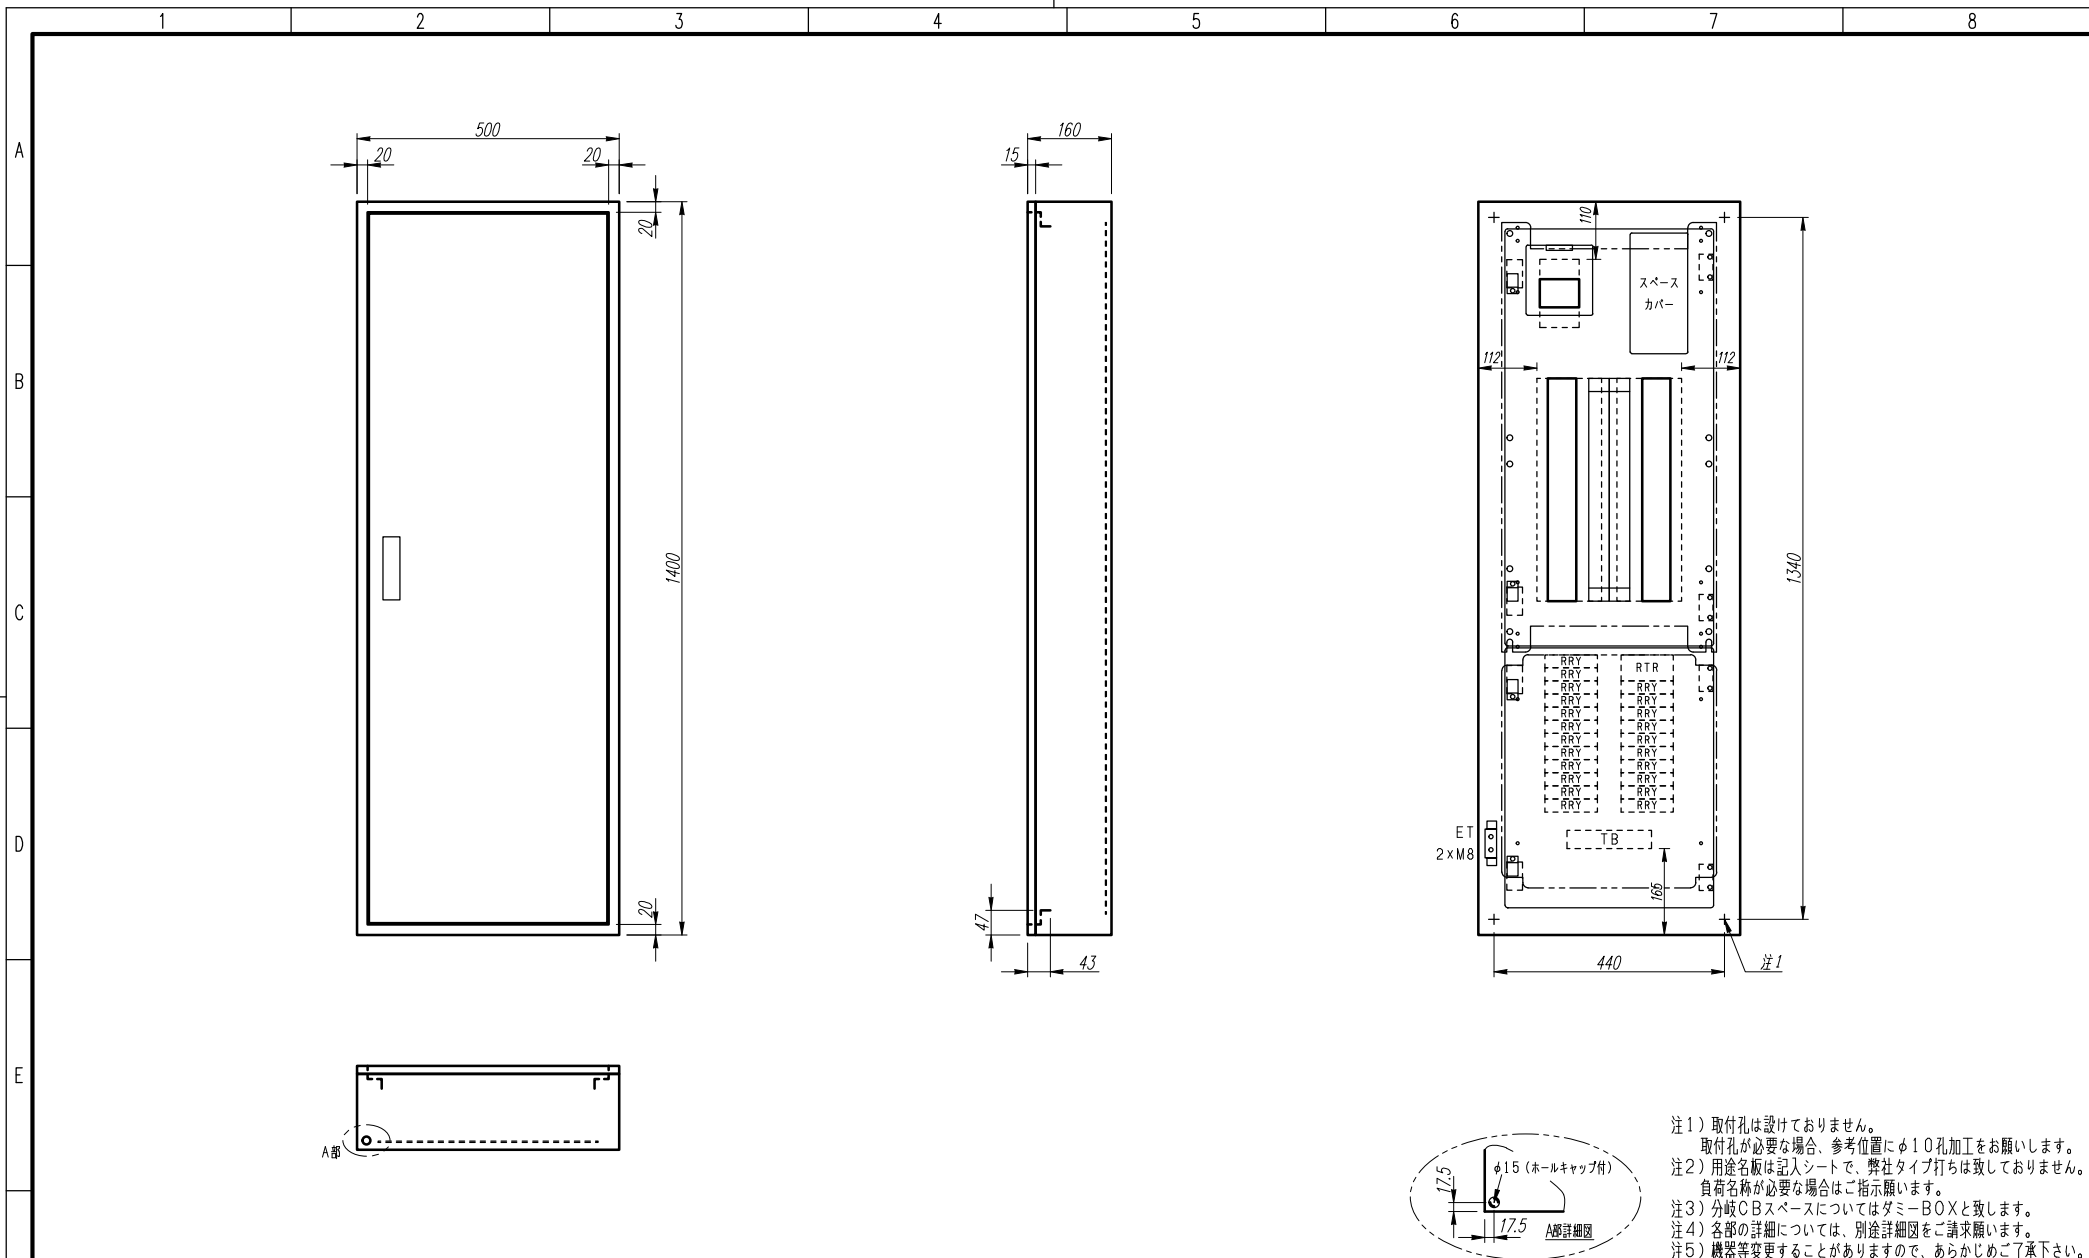 1 2 3 4 5 6 7 8
A
B
C
D
E
500
20 20
20
1400
20
160
15
47
43
110
スペース
カバー
112 112
1340
RRY
RRY RTR
RRY RRY
RRY RRY
RRY RRY
RRY RRY
RRY RRY
RRY RRY
RRY RRY
RRY RRY
RRY RRY
RRY RRY
ET
2×M8
TB
165
440
注1
A部
17.5
φ15(ホールキャップ付)
17.5
A部詳細図
注1)取付孔は設けておりません。
取付孔が必要な場合、参考位置にφ10孔加工をお願いします。
注2)用途名板は記入シートで、弊社タイプ打ちは致しておりません。
負荷名称が必要な場合はご指示願います。
注3)分岐CBスペースについてはダミーBOXと致します。
注4)各部の詳細については、別途詳細図をご請求願います。
注5)機器等変更することがありますので、あらかじめご了承下さい。